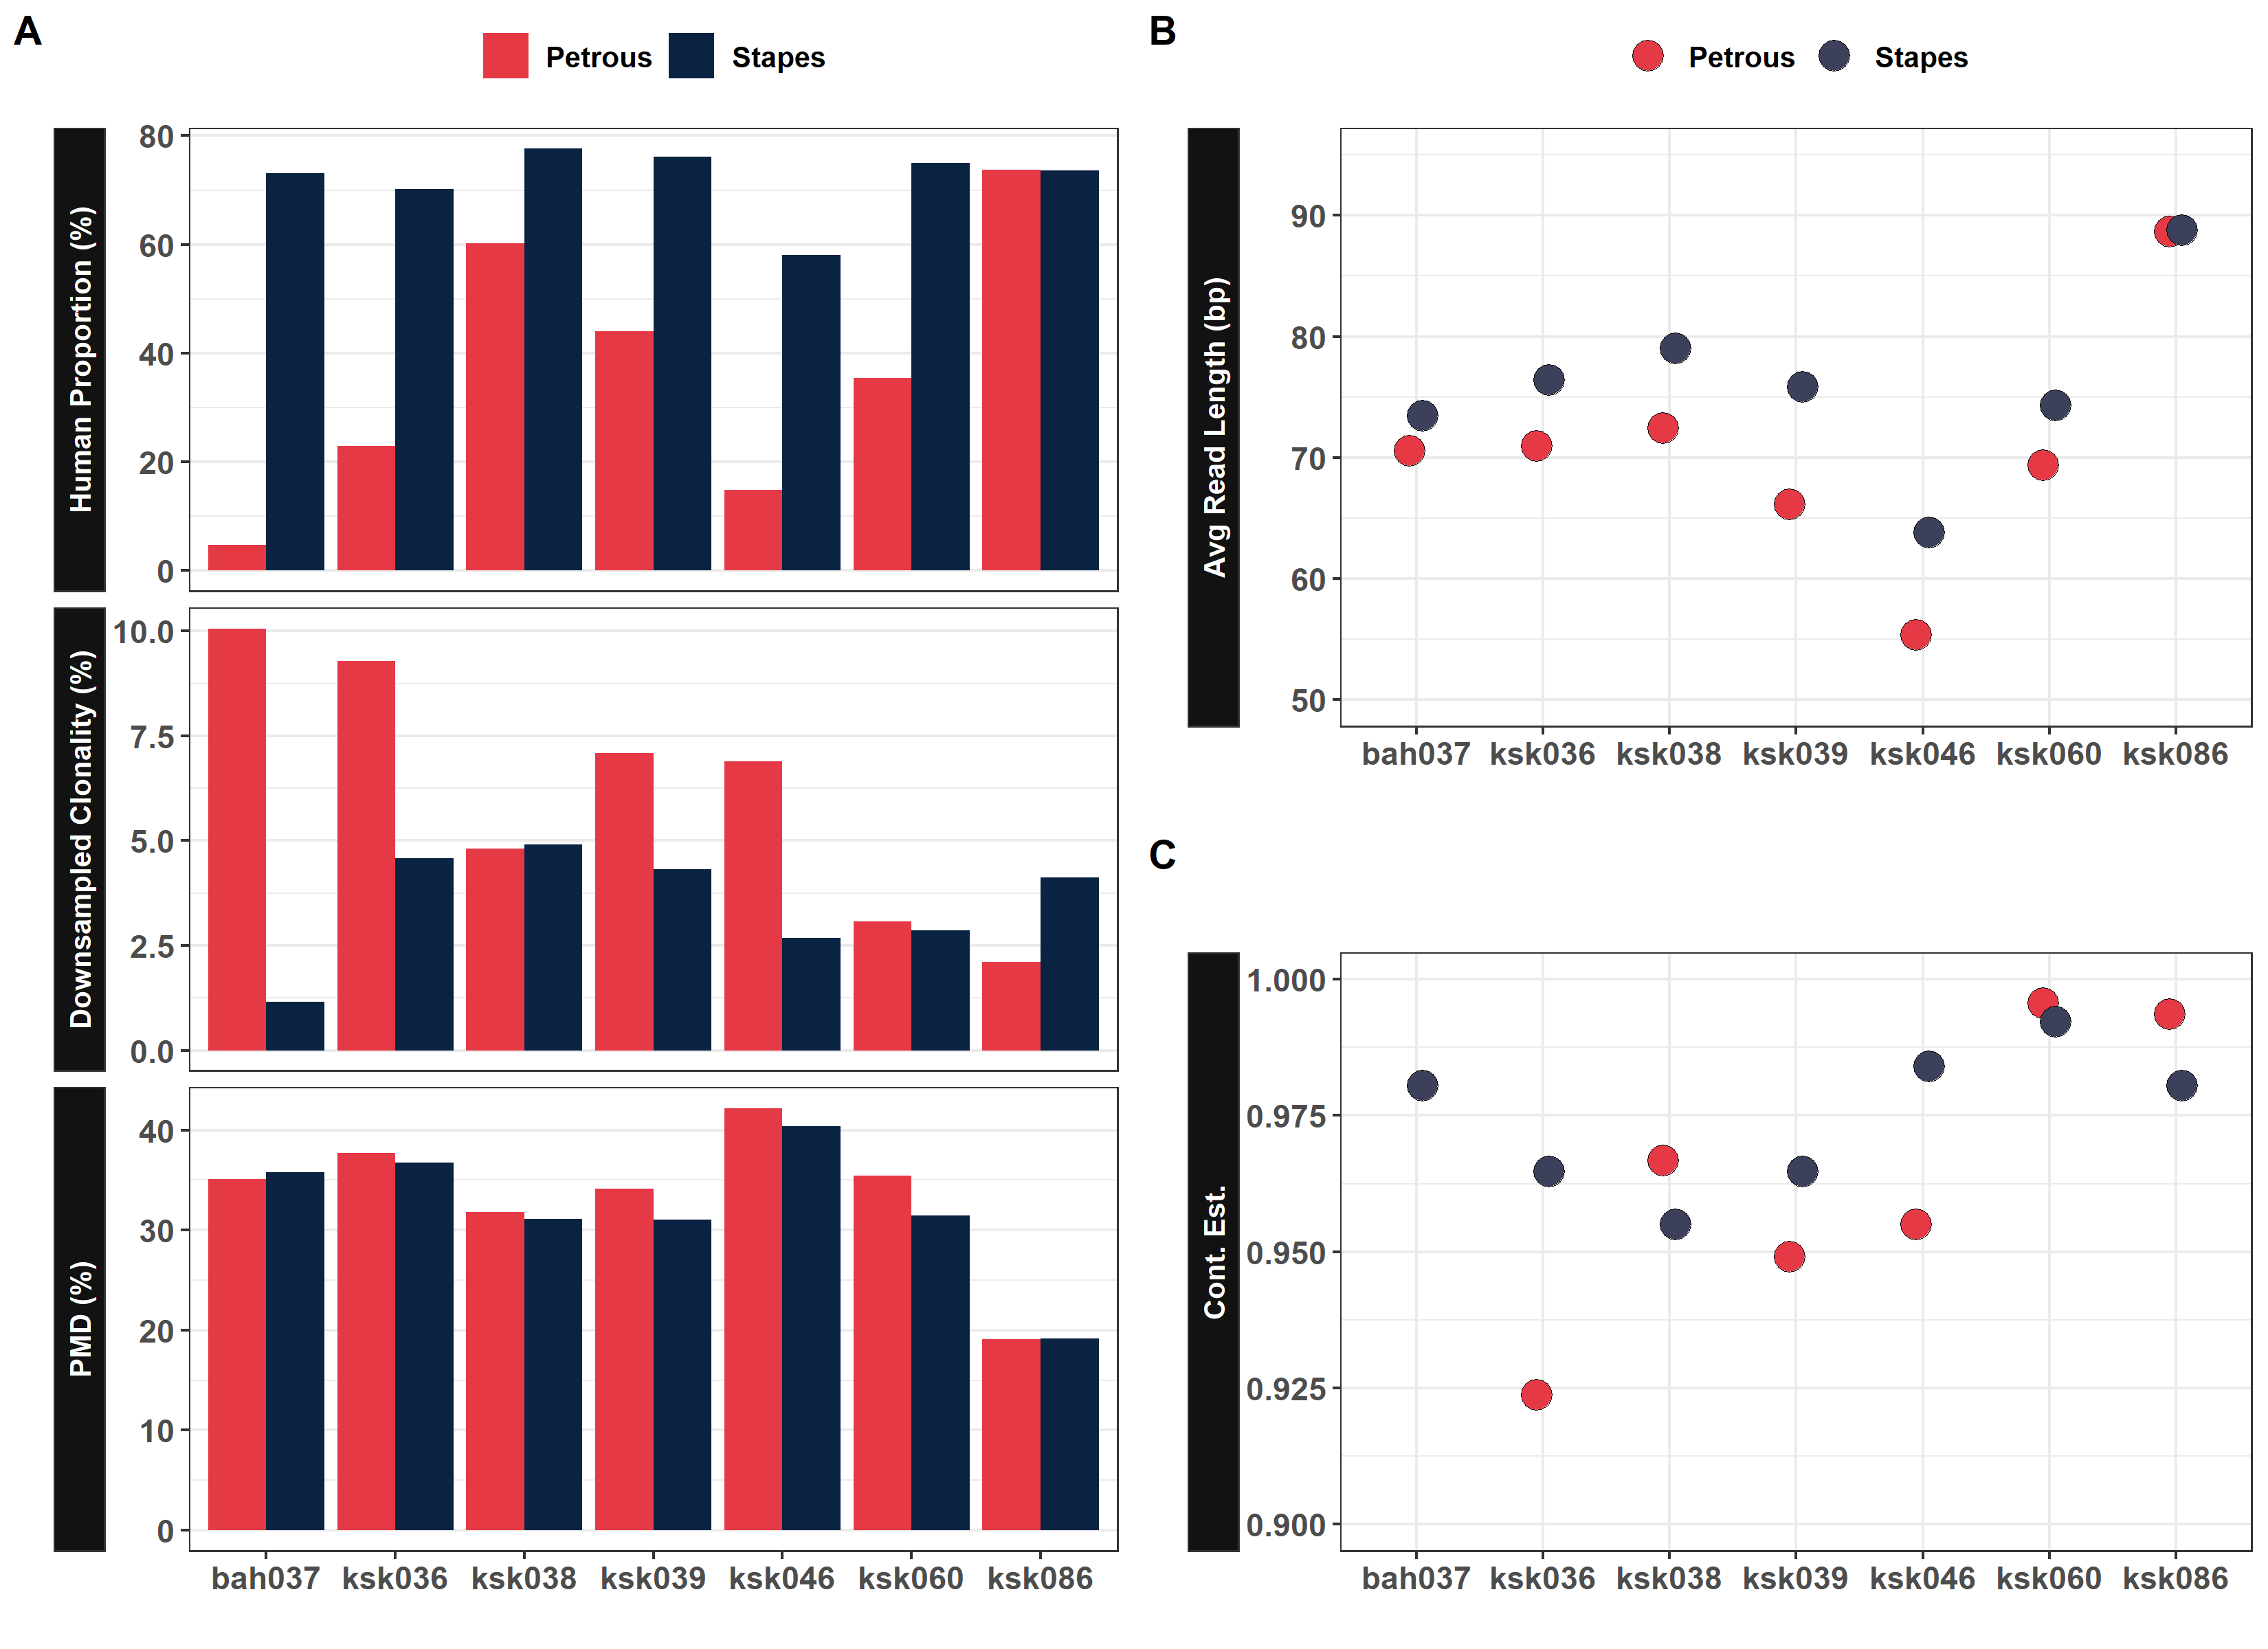 A
Petrous Stapes
Human Proportion (%)
80
60
40
20
0
Downsampled Clonality (%)
10.0
7.5
5.0
2.5
0.0
PMD (%)
40
30
20
10
0
bah037 ksk036 ksk038 ksk039 ksk046 ksk060 ksk086
B
Petrous Stapes
Avg Read Length (bp)
90
80
70
60
50
bah037 ksk036 ksk038 ksk039 ksk046 ksk060 ksk086
C
Cont. Est.
1.000
0.975
0.950
0.925
0.900
bah037 ksk036 ksk038 ksk039 ksk046 ksk060 ksk086